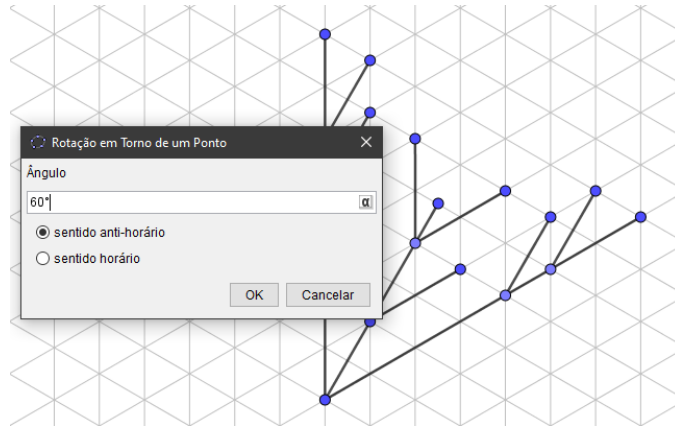 Rotação em Torno de um Ponto
Ângulo
60°
α
sentido anti-horário
sentido horário
OK Cancelar